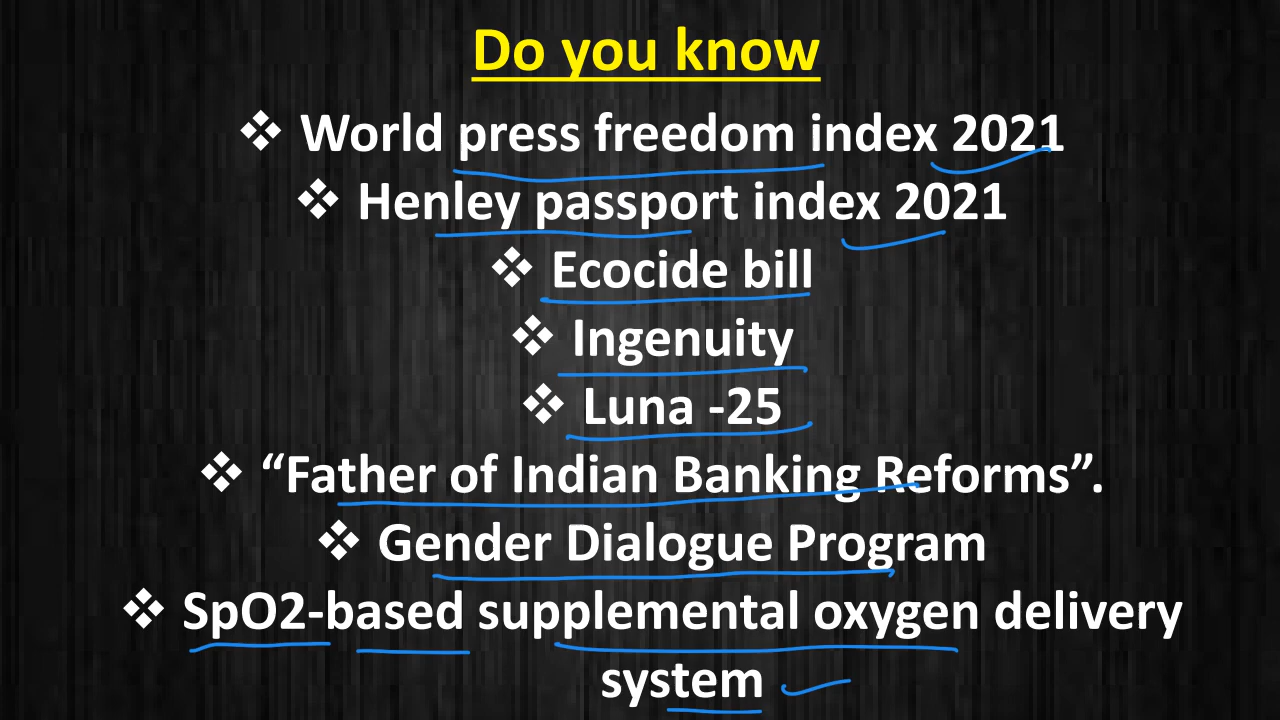 Do you know
❖ World press freedom index 2021
❖ Henley passport index 2021
❖ Ecocide bill
❖ Ingenuity
❖ Luna -25
❖ “Father of Indian Banking Reforms”.
❖ Gender Dialogue Program
❖ SpO2-based supplemental oxygen delivery
system